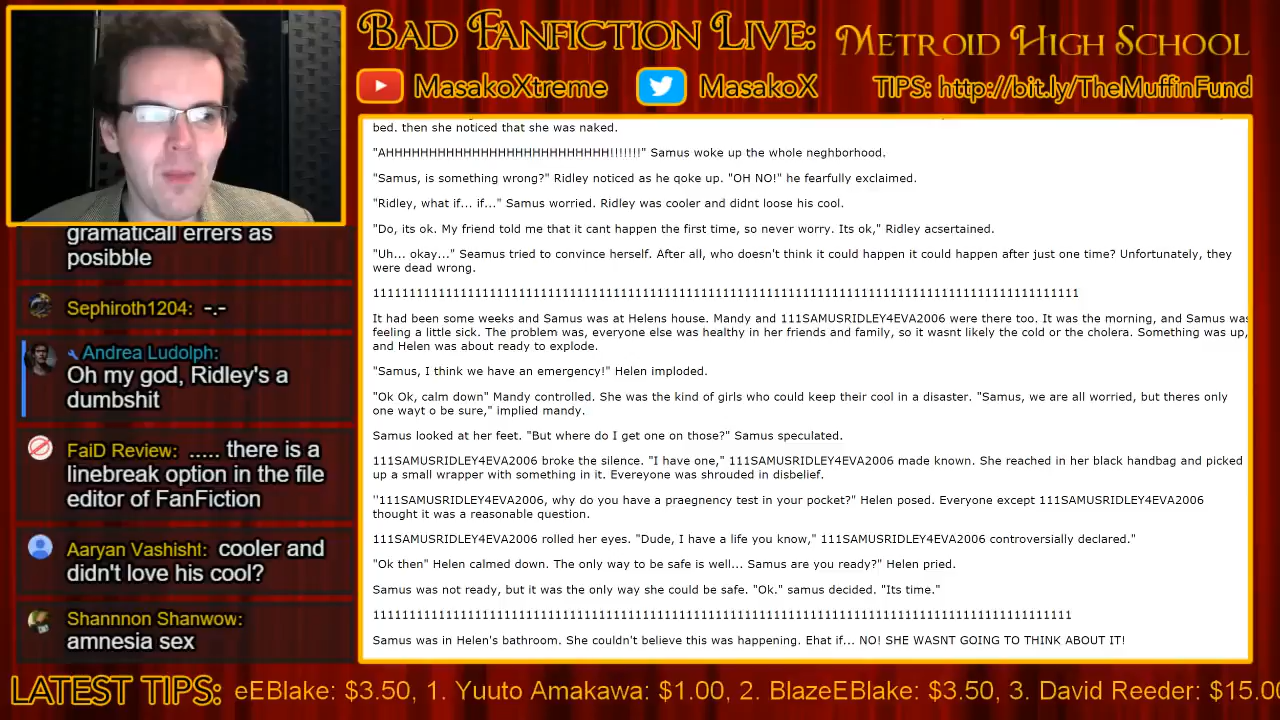 BAD FANFICTION LIVE:
METROID HIGH SCHOOL
MasakoXtreme
MasakoX
TIPS: http://bit.ly/TheMuffinFund
bed. then she noticed that she was naked.
"AHHHHHHHHHHHHHHHHHHHHHHHHHH!!!!!!!" Samus woke up the whole neghborhood.
"Samus, is something wrong?" Ridley noticed as he qoke up. "OH NO!" he fearfully exclaimed.
"Ridley, what if... if..." Samus worried. Ridley was cooler and didnt loose his cool.
"Do, its ok. My friend told me that it cant happen the first time, so never worry. Its ok," Ridley acsertained.
"Uh... okay..." Seamus tried to convince herself. After all, who doesn't think it could happen it could happen after just one time? Unfortunately, they
were dead wrong.
1111111111111111111111111111111111111111111111111111111111111111111111111111111111111111111111111
It had been some weeks and Samus was at Helens house. Mandy and 111SAMUSRIDLEY4EVA2006 were there too. It was the morning, and Samus was
feeling a little sick. The problem was, everyone else was healthy in her friends and family, so it wasnt likely the cold or the cholera. Something was up,
and Helen was about ready to explode.
"Samus, I think we have an emergency!" Helen imploded.
"Ok Ok, calm down" Mandy controlled. She was the kind of girls who could keep their cool in a disaster. "Samus, we are all worried, but theres only
one wayt o be sure," implied mandy.
Samus looked at her feet. "But where do I get one on those?" Samus speculated.
111SAMUSRIDLEY4EVA2006 broke the silence. "I have one," 111SAMUSRIDLEY4EVA2006 made known. She reached in her black handbag and picked
up a small wrapper with something in it. Evereyone was shrouded in disbelief.
"111SAMUSRIDLEY4EVA2006, why do you have a praegnency test in your pocket?" Helen posed. Everyone except 111SAMUSRIDLEY4EVA2006
thought it was a reasonable question.
111SAMUSRIDLEY4EVA2006 rolled her eyes. "Dude, I have a life you know," 111SAMUSRIDLEY4EVA2006 controversially declared."
"Ok then" Helen calmed down. The only way to be safe is well... Samus are you ready?" Helen pried.
Samus was not ready, but it was the only way she could be safe. "Ok." samus decided. "Its time."
111111111111111111111111111111111111111111111111111111111111111111111111111111111111111111111111
Samus was in Helen's bathroom. She couldn't believe this was happening. Ehat if... NO! SHE WASNT GOING TO THINK ABOUT IT!
gramaticall errers as
posibble
Sephiroth1204: -.-
Andrea Ludolph:
Oh my god, Ridley's a
dumbshit
FaiD Review: ..... there is a
linebreak option in the file
editor of FanFiction
Aaryan Vashisht: cooler and
didn't love his cool?
Shannnon Shanwow:
amnesia sex
LATEST TIPS: eEBlake: $3.50, 1. Yuuto Amakawa: $1.00, 2. BlazeEBlake: $3.50, 3. David Reeder: $15.00